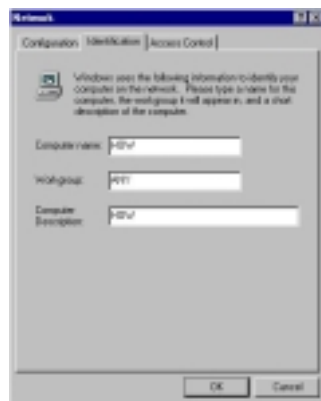 Network
Configuration Identification Access Control
Windows uses the following information to identify your
computer on the network. Please type a name for this
computer, the workgroup it will appear in, and a short
description of the computer.
Computer name:
Workgroup:
Computer
Description:
OK Cancel